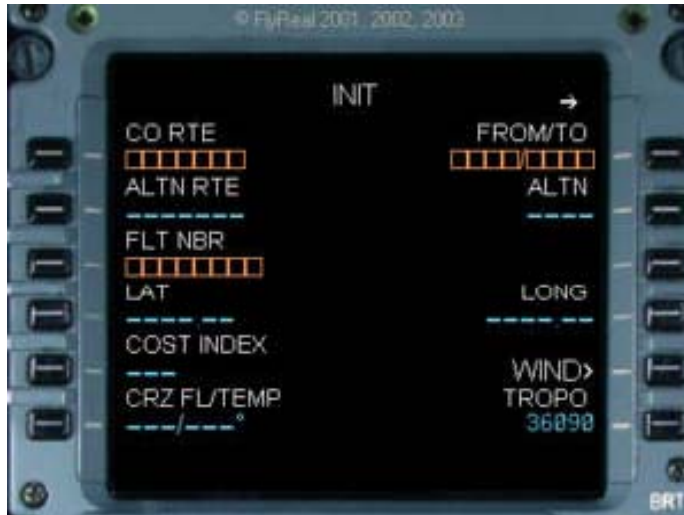 © FlyReal 2001, 2002, 2003
INIT →
CO RTE FROM/TO
□□□□□□□ □□□□/□□□□
ALTN RTE ALTN
------- ----
FLT NBR
□□□□□□□□
LAT LONG
----.-- ----.--
COST INDEX
---
WIND>
CRZ FL/TEMP TROPO
---/---° 36090
BRT